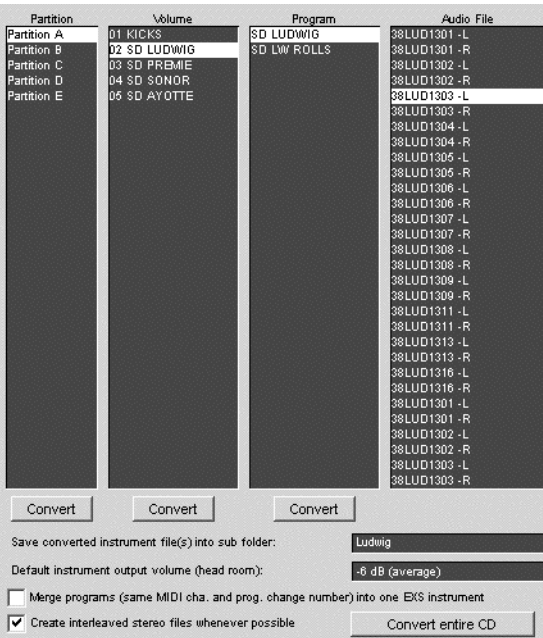 Partition
Partition A
Partition B
Partition C
Partition D
Partition E
Volume
01 KICKS
02 SD LUDWIG
03 SD PREMIE
04 SD SONOR
05 SD AYOTTE
Program
SD LUDWIG
SD LW ROLLS
Audio File
38LUD1301 -L
38LUD1301 -R
38LUD1302 -L
38LUD1302 -R
38LUD1303 -L
38LUD1303 -R
38LUD1304 -L
38LUD1304 -R
38LUD1305 -L
38LUD1305 -R
38LUD1306 -L
38LUD1306 -R
38LUD1307 -L
38LUD1307 -R
38LUD1308 -L
38LUD1308 -R
38LUD1309 -L
38LUD1309 -R
38LUD1311 -L
38LUD1311 -R
38LUD1313 -L
38LUD1313 -R
38LUD1316 -L
38LUD1316 -R
38LUD1301 -L
38LUD1301 -R
38LUD1302 -L
38LUD1302 -R
38LUD1303 -L
38LUD1303 -R
Convert
Convert
Convert
Save converted instrument file(s) into sub folder:
Ludwig
Default instrument output volume (head room):
-6 dB (average)
Merge programs (same MIDI cha. and prog. change number) into one EXS instrument
Create interleaved stereo files whenever possible
Convert entire CD